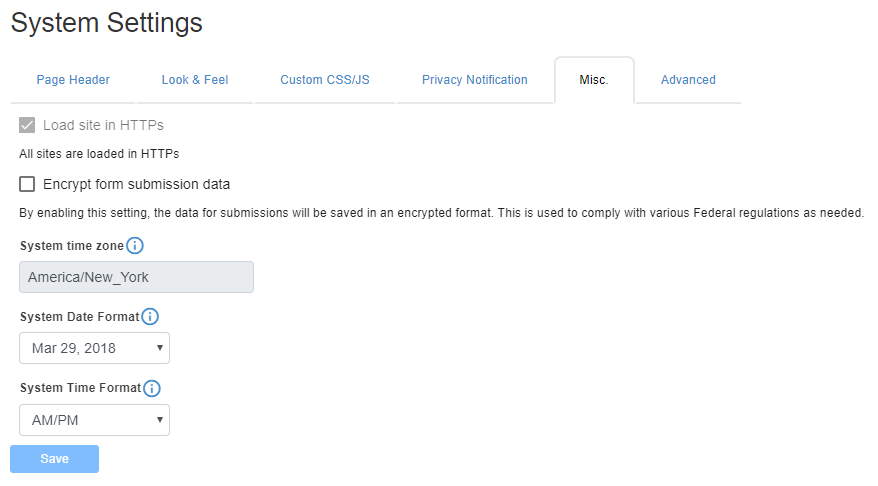 System Settings
Page Header
Look & Feel
Custom CSS/JS
Privacy Notification
Misc.
Advanced
Load site in HTTPs
All sites are loaded in HTTPs
Encrypt form submission data
By enabling this setting, the data for submissions will be saved in an encrypted format. This is used to comply with various Federal regulations as needed.
System time zone
America/New_York
System Date Format
Mar 29, 2018
System Time Format
AM/PM
Save